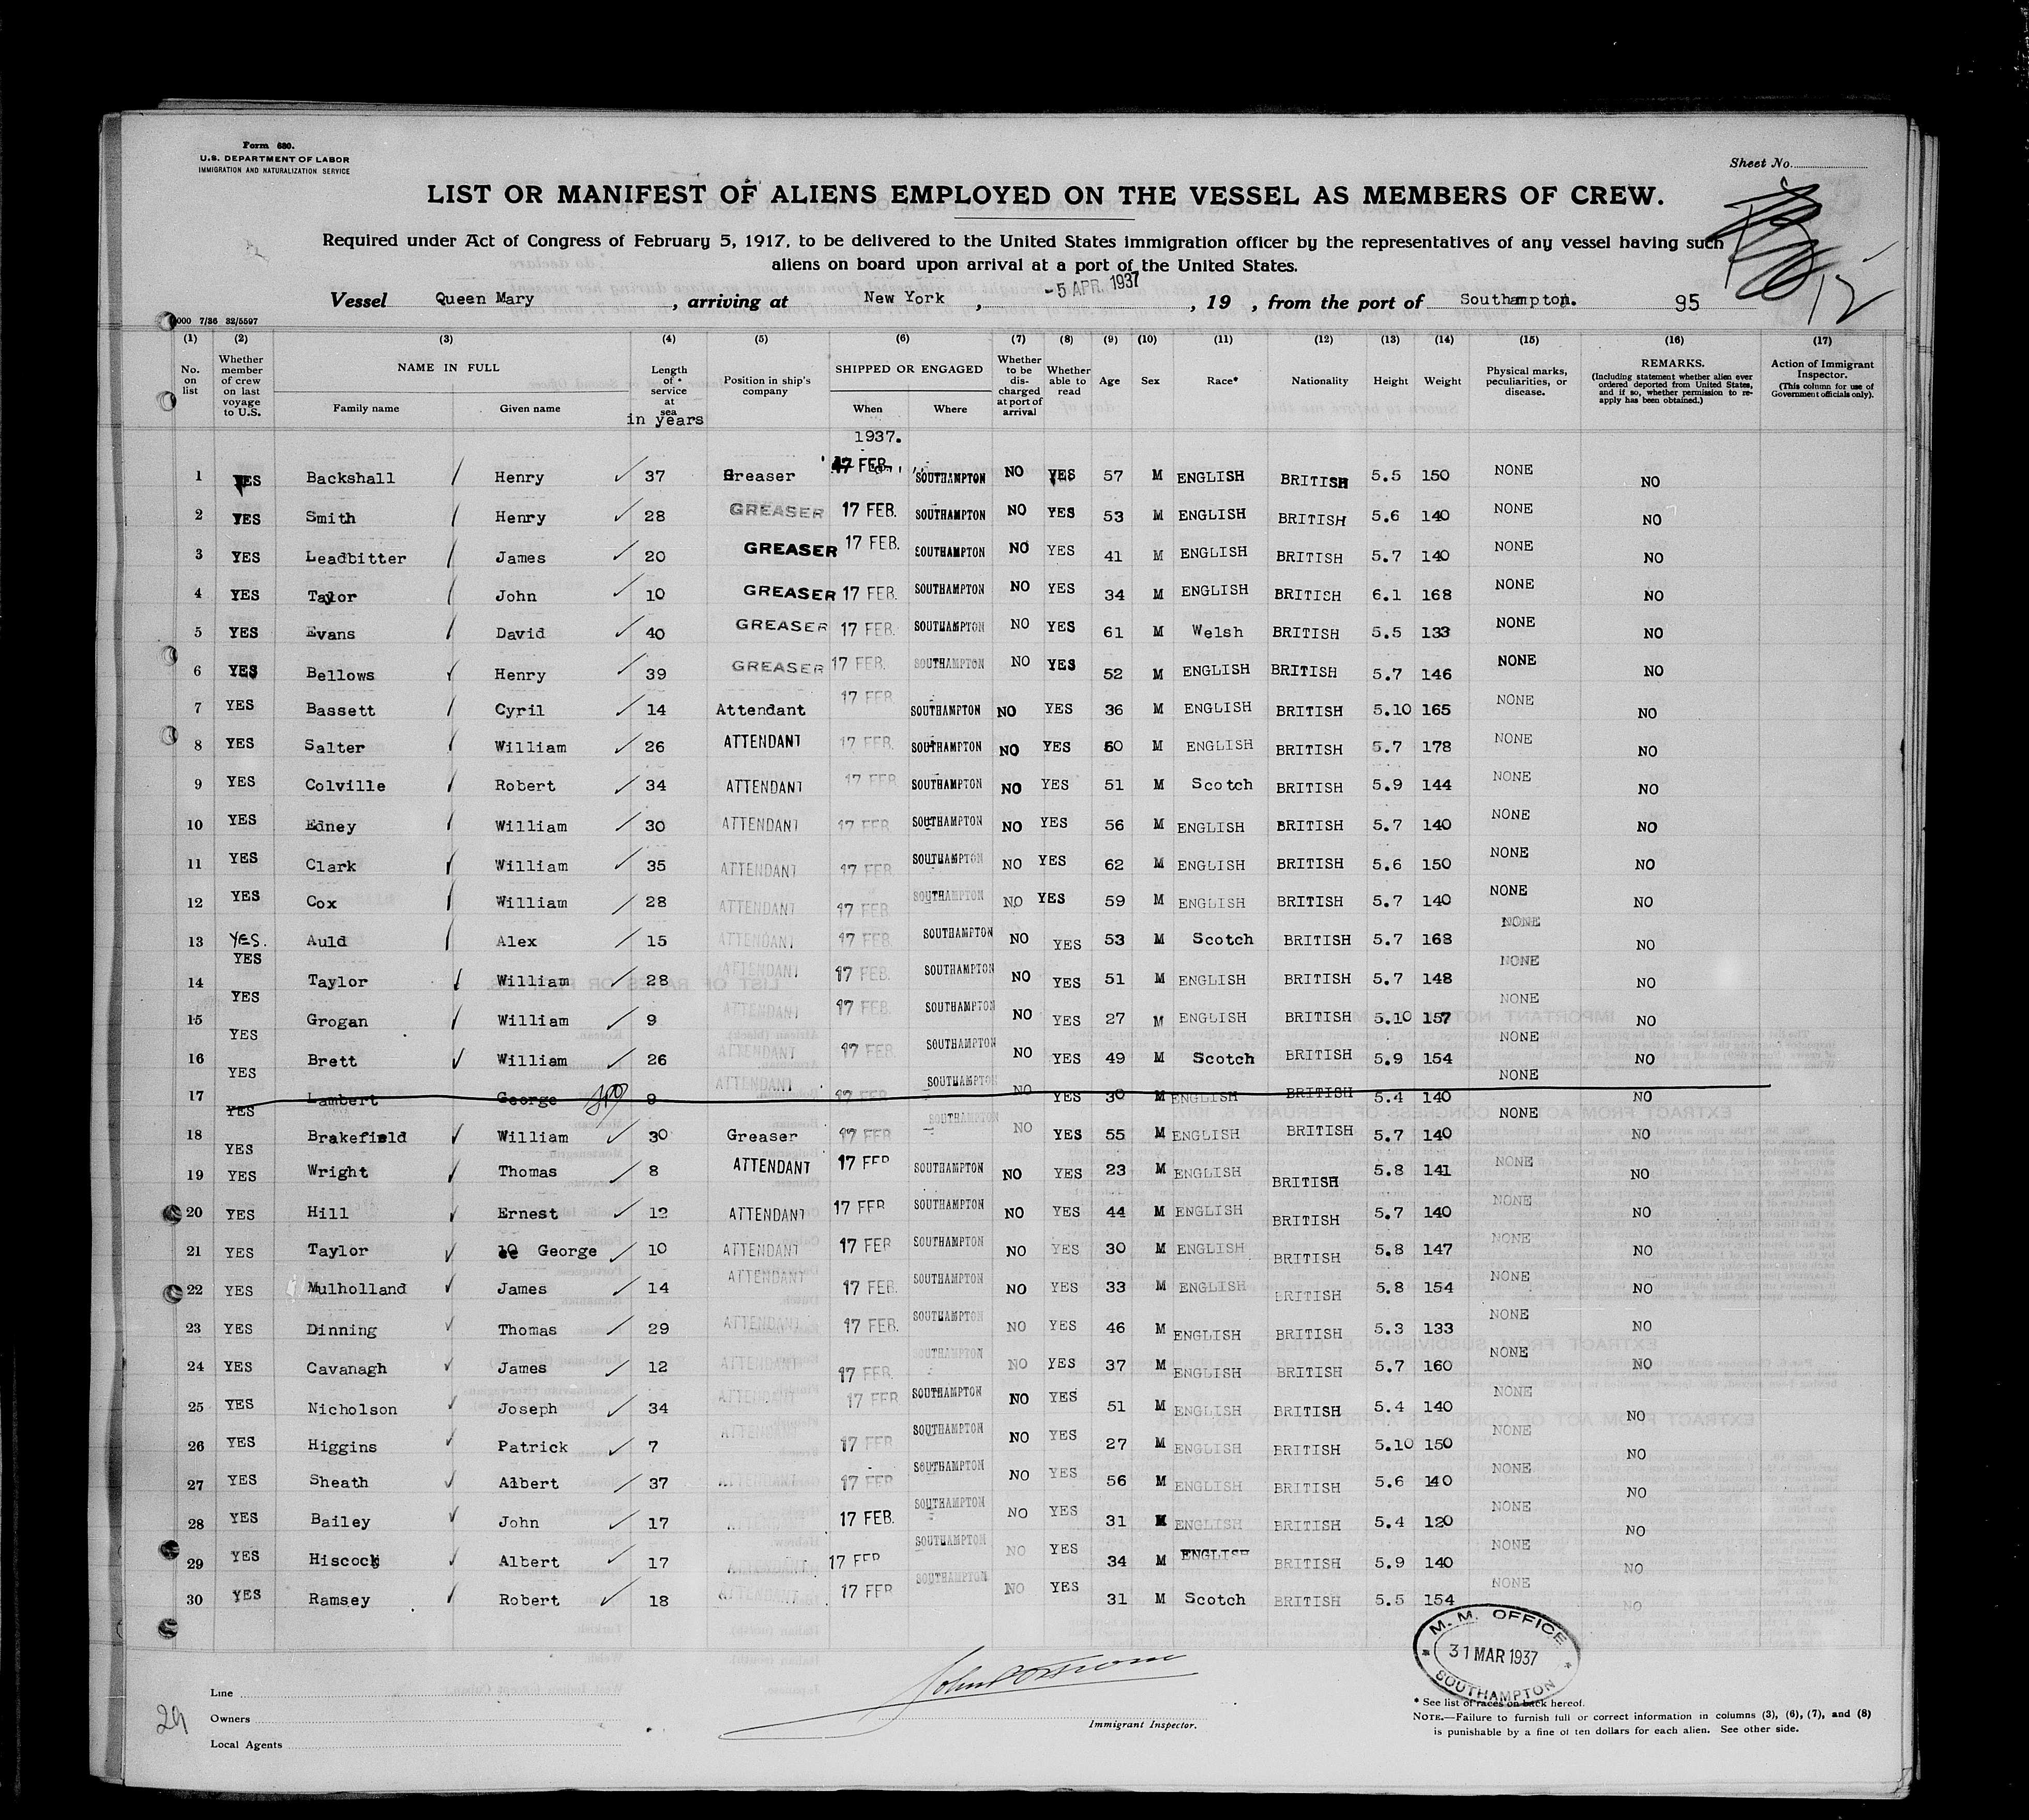 Form 680.
U.S. DEPARTMENT OF LABOR
IMMIGRATION AND NATURALIZATION SERVICE
Sheet No.
LIST OR MANIFEST OF ALIENS EMPLOYED ON THE VESSEL AS MEMBERS OF CREW.
Required under Act of Congress of February 5, 1917, to be delivered to the United States immigration officer by the representatives of any vessel having such
aliens on board upon arrival at a port of the United States.
Vessel Queen Mary, arriving at New York, -5 APR. 1937, 19 , from the port of Southampton. 95
12
000 7/36 32/5597
(1) (2) (3) (4) (5) (6) (7) (8) (9) (10) (11) (12) (13) (14) (15) (16) (17)
No. on list
Whether member of crew on last voyage to U.S.
NAME IN FULL
Family name Given name
Length of service at sea in years
Position in ship's company
SHIPPED OR ENGAGED
When Where
Whether to be discharged at port of arrival
Whether able to read
Age Sex Race* Nationality Height Weight
Physical marks, peculiarities, or disease.
REMARKS.
(Including statement whether alien ever ordered deported from United States, and if so, whether permission to re-apply has been obtained.)
Action of Immigrant Inspector.
(This column for use of Government officials only).
1937.
1 YES Backshall Henry 37 Greaser 17 FEB. SOUTHAMPTON NO YES 57 M ENGLISH BRITISH 5.5 150 NONE NO
2 YES Smith Henry 28 GREASER 17 FEB. SOUTHAMPTON NO YES 53 M ENGLISH BRITISH 5.6 140 NONE NO
3 YES Leadbitter James 20 GREASER 17 FEB. SOUTHAMPTON NO YES 41 M ENGLISH BRITISH 5.7 140 NONE NO
4 YES Taylor John 10 GREASER 17 FEB. SOUTHAMPTON NO YES 34 M ENGLISH BRITISH 6.1 168 NONE NO
5 YES Evans David 40 GREASER 17 FEB. SOUTHAMPTON NO YES 61 M Welsh BRITISH 5.5 133 NONE NO
6 YES Bellows Henry 39 GREASER 17 FEB. SOUTHAMPTON NO YES 52 M ENGLISH BRITISH 5.7 146 NONE NO
7 YES Bassett Cyril 14 Attendant 17 FEB. SOUTHAMPTON NO YES 36 M ENGLISH BRITISH 5.10 165 NONE NO
8 YES Salter William 26 ATTENDANT 17 FEB. SOUTHAMPTON NO YES 50 M ENGLISH BRITISH 5.7 178 NONE NO
9 YES Colville Robert 34 ATTENDANT 17 FEB SOUTHAMPTON NO YES 51 M Scotch BRITISH 5.9 144 NONE NO
10 YES Edney William 30 ATTENDANT 17 FEB SOUTHAMPTON NO YES 56 M ENGLISH BRITISH 5.7 140 NONE NO
11 YES Clark William 35 ATTENDANT 17 FEB. SOUTHAMPTON NO YES 62 M ENGLISH BRITISH 5.6 150 NONE NO
12 YES Cox William 28 ATTENDANT 17 FEB SOUTHAMPTON NO YES 59 M ENGLISH BRITISH 5.7 140 NONE NO
13 YES. Auld Alex 15 ATTENDANT 17 FEB. SOUTHAMPTON NO YES 53 M Scotch BRITISH 5.7 168 NONE NO
14 YES Taylor William 28 ATTENDANT 17 FEB. SOUTHAMPTON NO YES 51 M ENGLISH BRITISH 5.7 148 NONE NO
15 YES Grogan William 9 ATTENDANT 17 FEB. SOUTHAMPTON NO YES 27 M ENGLISH BRITISH 5.10 157 NONE NO
16 YES Brett William 26 ATTENDANT 17 FEB. SOUTHAMPTON NO YES 49 M Scotch BRITISH 5.9 154 NONE NO
17 YES Lambert George 9 ATTENDANT 17 FEB SOUTHAMPTON NO YES 30 M ENGLISH BRITISH 5.4 140 NONE NO
18 YES Brakefield William 30 Greaser 17 FEB SOUTHAMPTON NO YES 55 M ENGLISH BRITISH 5.7 140 NONE NO
19 YES Wright Thomas 8 ATTENDANT 17 FEB SOUTHAMPTON NO YES 23 M ENGLISH BRITISH 5.8 141 NONE NO
20 YES Hill Ernest 12 ATTENDANT 17 FEB SOUTHAMPTON NO YES 44 M ENGLISH BRITISH 5.7 140 NONE NO
21 YES Taylor George 10 ATTENDANT 17 FEB SOUTHAMPTON NO YES 30 M ENGLISH BRITISH 5.8 147 NONE NO
22 YES Mulholland James 14 ATTENDANT 17 FEB. SOUTHAMPTON NO YES 33 M ENGLISH BRITISH 5.8 154 NONE NO
23 YES Dinning Thomas 29 ATTENDANT 17 FEB. SOUTHAMPTON NO YES 46 M ENGLISH BRITISH 5.3 133 NONE NO
24 YES Cavanagh James 12 ATTENDANT 17 FEB. SOUTHAMPTON NO YES 37 M ENGLISH BRITISH 5.7 160 NONE NO
25 YES Nicholson Joseph 34 ATTENDANT 17 FEB SOUTHAMPTON NO YES 51 M ENGLISH BRITISH 5.4 140 NONE NO
26 YES Higgins Patrick 7 17 FEB SOUTHAMPTON NO YES 27 M ENGLISH BRITISH 5.10 150 NONE NO
27 YES Sheath Albert 37 ATTENDANT 17 FEB SOUTHAMPTON NO YES 56 M ENGLISH BRITISH 5.6 140 NONE NO
28 YES Bailey John 17 17 FEB. SOUTHAMPTON NO YES 31 M ENGLISH BRITISH 5.4 120 NONE NO
29 YES Hiscock Albert 17 ATTENDANT 17 FEB SOUTHAMPTON NO YES 34 M ENGLISH BRITISH 5.9 140 NONE NO
30 YES Ramsey Robert 18 ATTENDANT 17 FEB SOUTHAMPTON NO YES 31 M Scotch BRITISH 5.5 154 NONE NO
M. M. OFFICE
31 MAR 1937
SOUTHAMPTON
29
Line
Owners
Local Agents
Immigrant Inspector.
* See list of races on back hereof.
NOTE.—Failure to furnish full or correct information in columns (3), (6), (7), and (8)
is punishable by a fine of ten dollars for each alien. See other side.